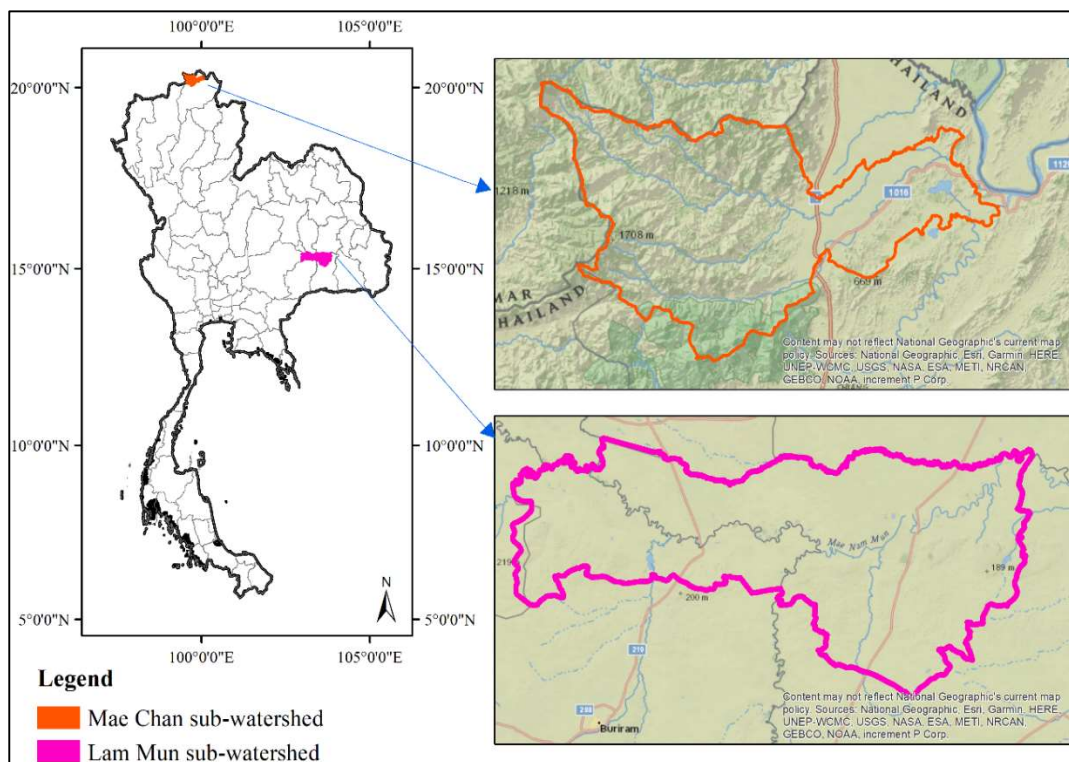 100°0'0"E
105°0'0"E
20°0'0"N
15°0'0"N
10°0'0"N
5°0'0"N
20°0'0"N
15°0'0"N
10°0'0"N
5°0'0"N
N
100°0'0"E
105°0'0"E
Legend
Mae Chan sub-watershed
Lam Mun sub-watershed
THAILAND
1218 m
1016
1708 m
669 m
MAR
THAILAND
Content may not reflect National Geographic's current map
policy. Sources: National Geographic, Esri, Garmin, HERE,
UNEP-WCMC, USGS, NASA, ESA, METI, NRCAN,
GEBCO, NOAA, increment P Corp.
Mae Nam Mun
219
189 m
200 m
219
Buriram
Content may not reflect National Geographic's current map
policy. Sources: National Geographic, Esri, Garmin, HERE,
UNEP-WCMC, USGS, NASA, ESA, METI, NRCAN,
GEBCO, NOAA, increment P Corp.